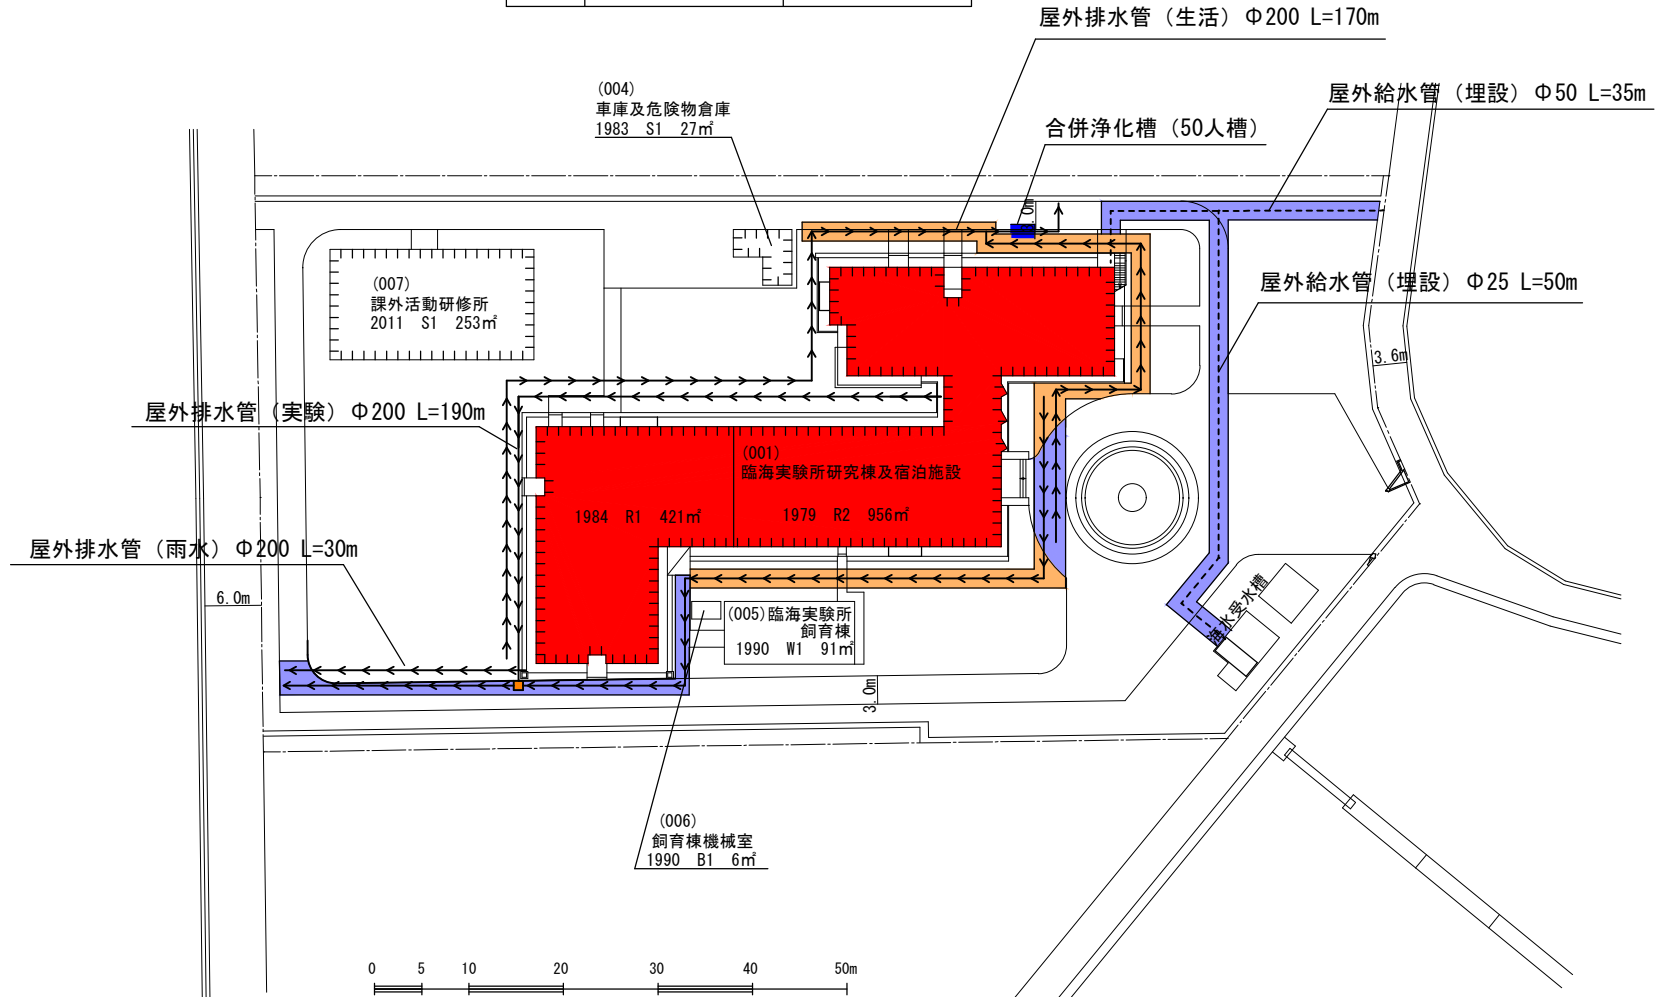 屋外排水管（生活）Φ200 L=170m
(004)
車庫及危険物倉庫
1983 S1 27㎡
屋外給水管（埋設）Φ50 L=35m
合併浄化槽（50人槽）
(007)
課外活動研修所
2011 S1 253㎡
屋外給水管（埋設）Φ25 L=50m
3.6m
屋外排水管（実験）Φ200 L=190m
(001)
臨海実験所研究棟及宿泊施設
1984 R1 421㎡
1979 R2 956㎡
屋外排水管（雨水）Φ200 L=30m
6.0m
海水受水槽
(005)臨海実験所
飼育棟
1990 W1 91㎡
3.0m
(006)
飼育棟機械室
1990 B1 6㎡
0 5 10 20 30 40 50m